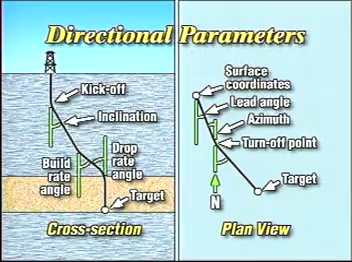 Directional Parameters
Kick-off
Inclination
Build
rate
angle
Drop
rate
angle
Target
Cross-section
Surface
coordinates
Lead angle
Azimuth
Turn-off point
Target
N
Plan View